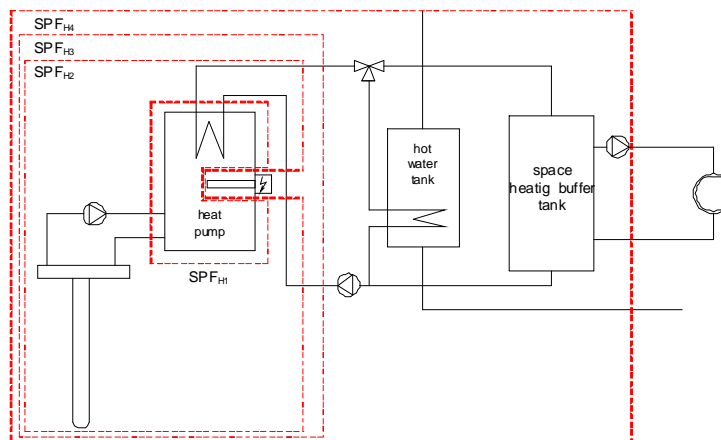 SPFH4
SPFH3
SPFH2
hot
water
tank
space
heatig buffer
tank
heat
pump
SPFH1